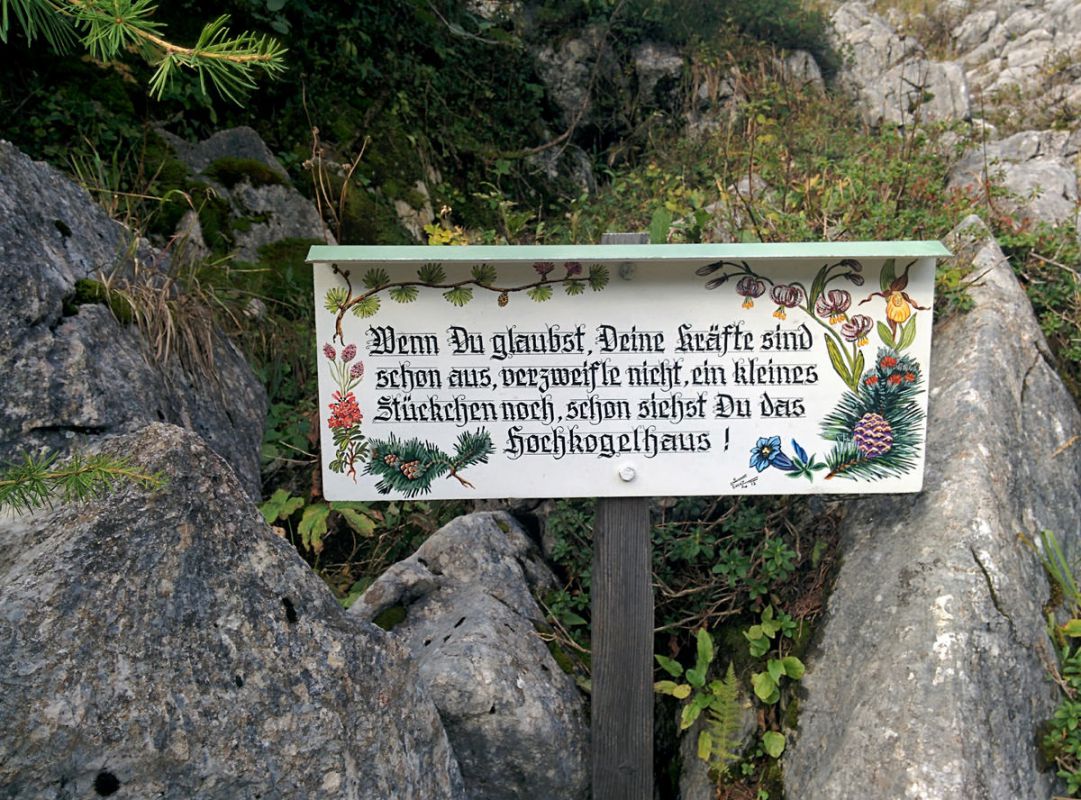 Wenn Du glaubst, Deine Kräfte sind
schon aus, verzweifle nicht, ein kleines
Stückchen noch, schon siehst Du das
Hochkogelhaus !